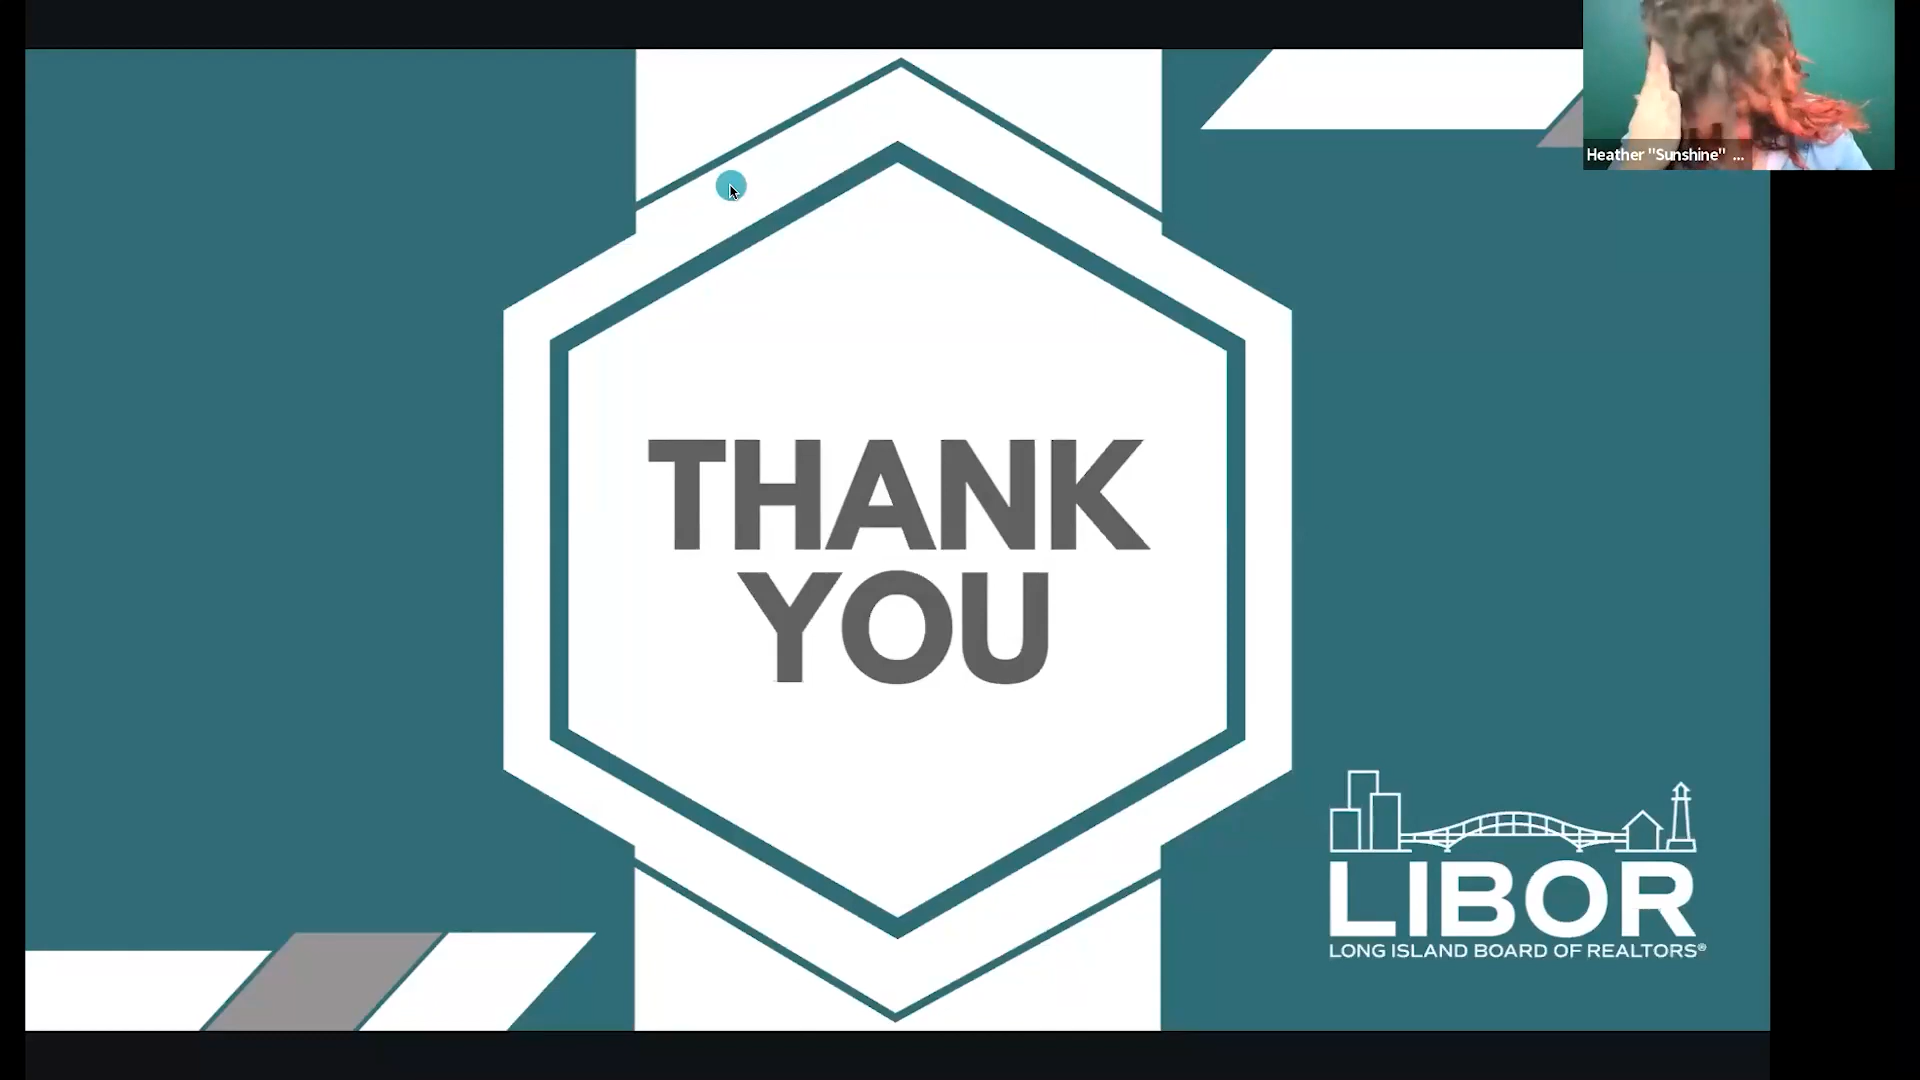 Heather "Sunshine" ...
THANK
YOU
LIBOR
LONG ISLAND BOARD OF REALTORS®